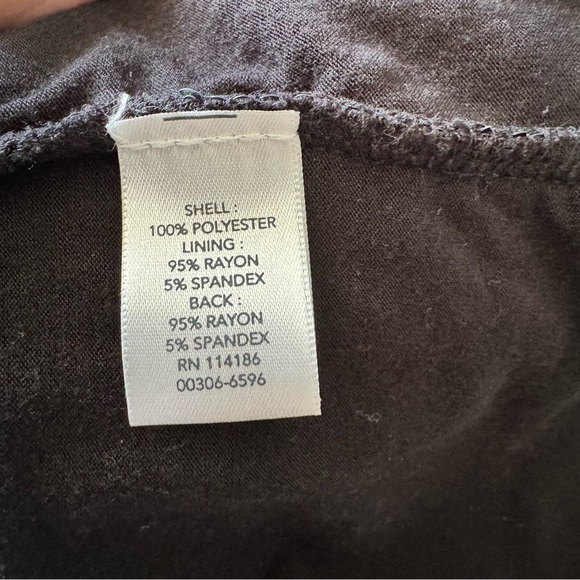 SHELL :
100% POLYESTER
LINING :
95% RAYON
5% SPANDEX
BACK :
95% RAYON
5% SPANDEX
RN 114186
00306-6596